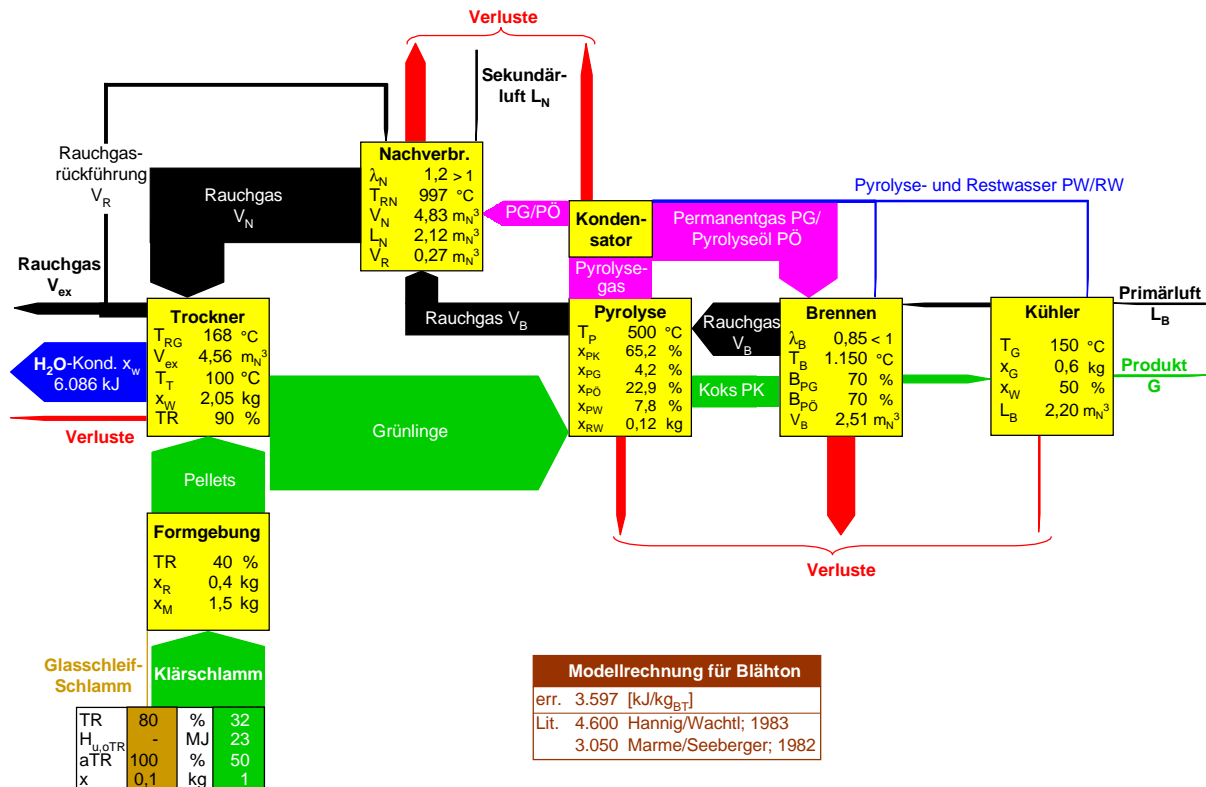 Verluste
Sekundär-
luft L_N
Rauchgas-
rückführung
V_R
Rauchgas
V_N
Nachverbr.
λ_N 1,2 > 1
T_RN 997 °C
V_N 4,83 m_N³
L_N 2,12 m_N³
V_R 0,27 m_N³
PG/PÖ
Konden-
sator
Permanentgas PG/
Pyrolyseöl PÖ
Pyrolyse- und Restwasser PW/RW
Pyrolyse-
gas
Rauchgas
V_ex
Trockner
T_RG 168 °C
V_ex 4,56 m_N³
T_T 100 °C
x_W 2,05 kg
TR 90 %
H₂O-Kond. x_w
6.086 kJ
Verluste
Rauchgas V_B
Pyrolyse
T_P 500 °C
x_PK 65,2 %
x_PG 4,2 %
x_PÖ 22,9 %
x_PW 7,8 %
x_RW 0,12 kg
Rauchgas
V_B
Koks PK
Brennen
λ_B 0,85 < 1
T_B 1.150 °C
B_PG 70 %
B_PÖ 70 %
V_B 2,51 m_N³
Kühler
T_G 150 °C
x_G 0,6 kg
x_W 50 %
L_B 2,20 m_N³
Primärluft
L_B
Produkt
G
Grünlinge
Pellets
Formgebung
TR 40 %
x_R 0,4 kg
x_M 1,5 kg
Verluste
Glasschleif-
Schlamm
Klärschlamm
TR 80 % 32
H_u,oTR - MJ 23
aTR 100 % 50
x 0,1 kg 1
Modellrechnung für Blähton
err. 3.597 [kJ/kg_BT]
Lit. 4.600 Hannig/Wachtl; 1983
3.050 Marme/Seeberger; 1982